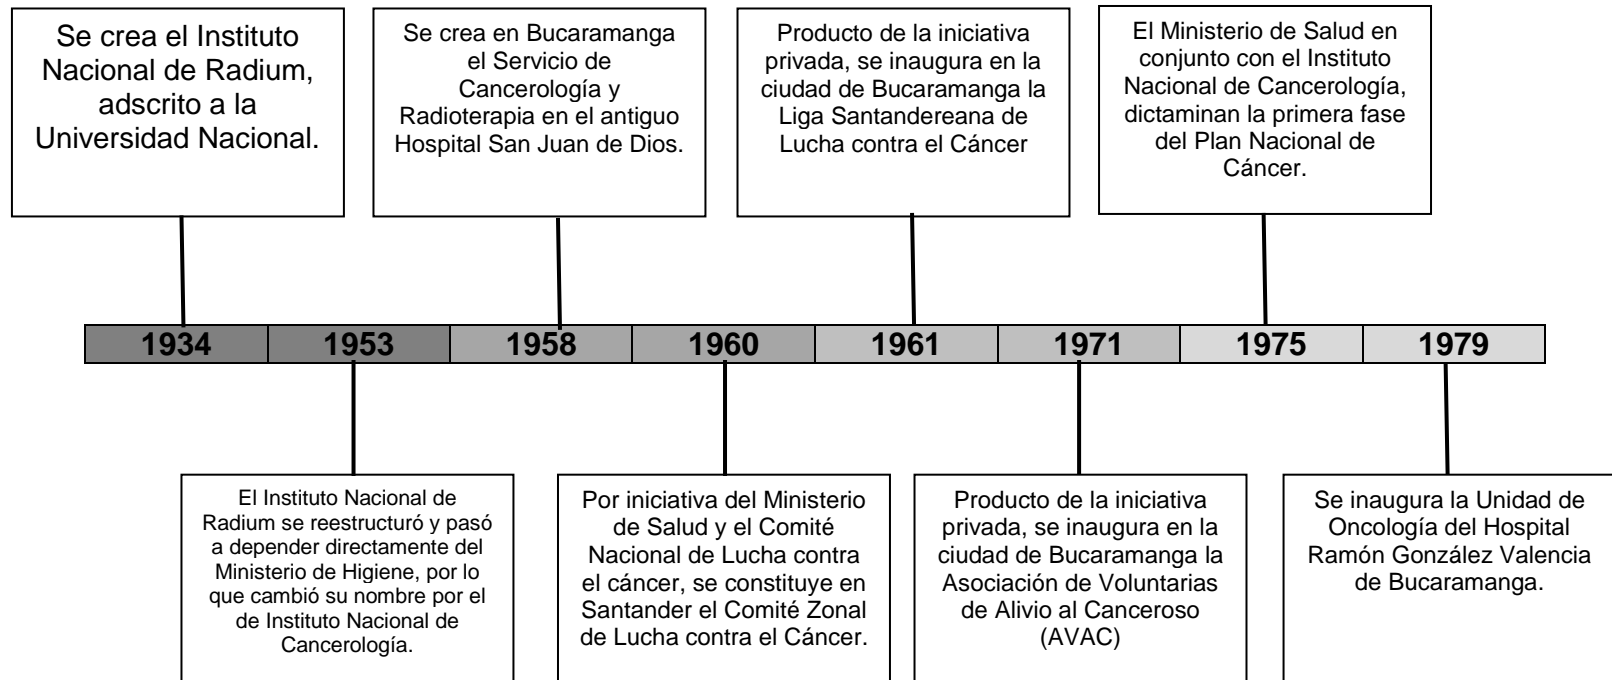 Se crea el Instituto
Nacional de Radium,
adscrito a la
Universidad Nacional.
Se crea en Bucaramanga
el Servicio de
Cancerología y
Radioterapia en el antiguo
Hospital San Juan de Dios.
Producto de la iniciativa
privada, se inaugura en la
ciudad de Bucaramanga la
Liga Santandereana de
Lucha contra el Cáncer
El Ministerio de Salud en
conjunto con el Instituto
Nacional de Cancerología,
dictaminan la primera fase
del Plan Nacional de
Cáncer.
1934 1953 1958 1960 1961 1971 1975 1979
El Instituto Nacional de
Radium se reestructuró y pasó
a depender directamente del
Ministerio de Higiene, por lo
que cambió su nombre por el
de Instituto Nacional de
Cancerología.
Por iniciativa del Ministerio
de Salud y el Comité
Nacional de Lucha contra
el cáncer, se constituye en
Santander el Comité Zonal
de Lucha contra el Cáncer.
Producto de la iniciativa
privada, se inaugura en la
ciudad de Bucaramanga la
Asociación de Voluntarias
de Alivio al Canceroso
(AVAC)
Se inaugura la Unidad de
Oncología del Hospital
Ramón González Valencia
de Bucaramanga.